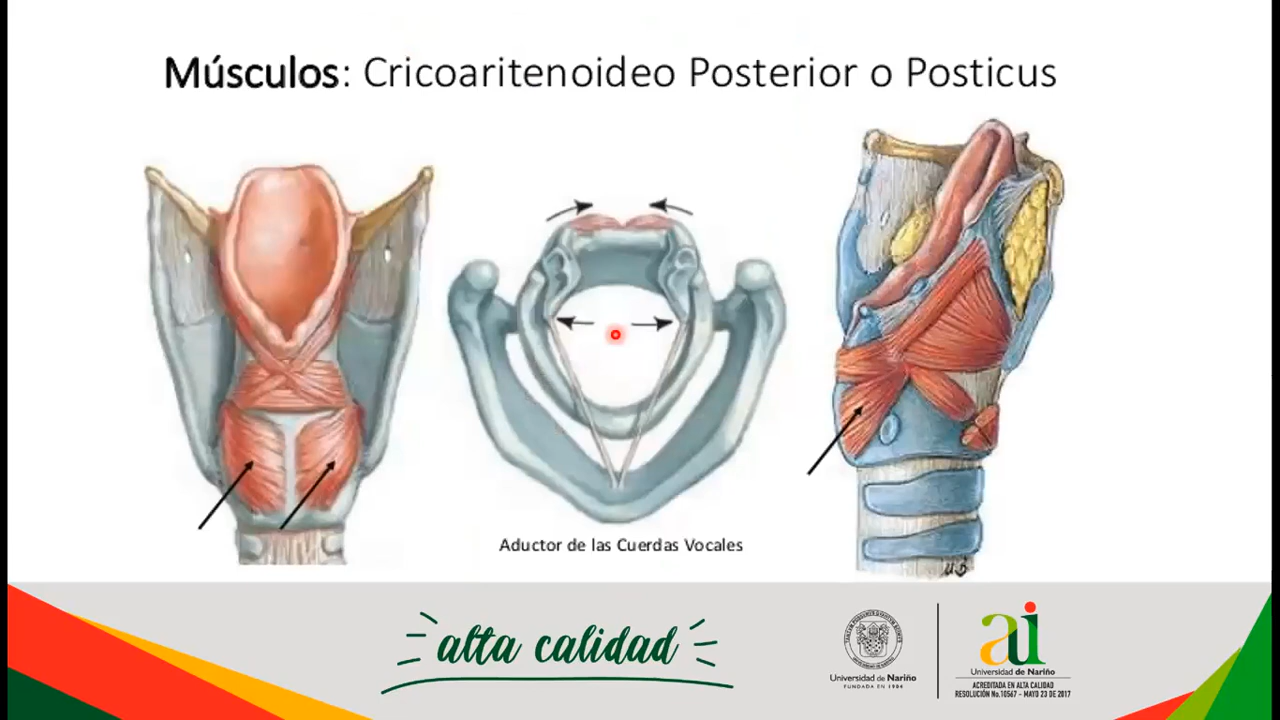 Músculos: Cricoaritenoideo Posterior o Posticus
Aductor de las Cuerdas Vocales
alta calidad
Universidad de Nariño
FUNDADA EN 1904
Universidad de Nariño
ACREDITADA EN ALTA CALIDAD
RESOLUCIÓN No.10567 - MAYO 23 DE 2017